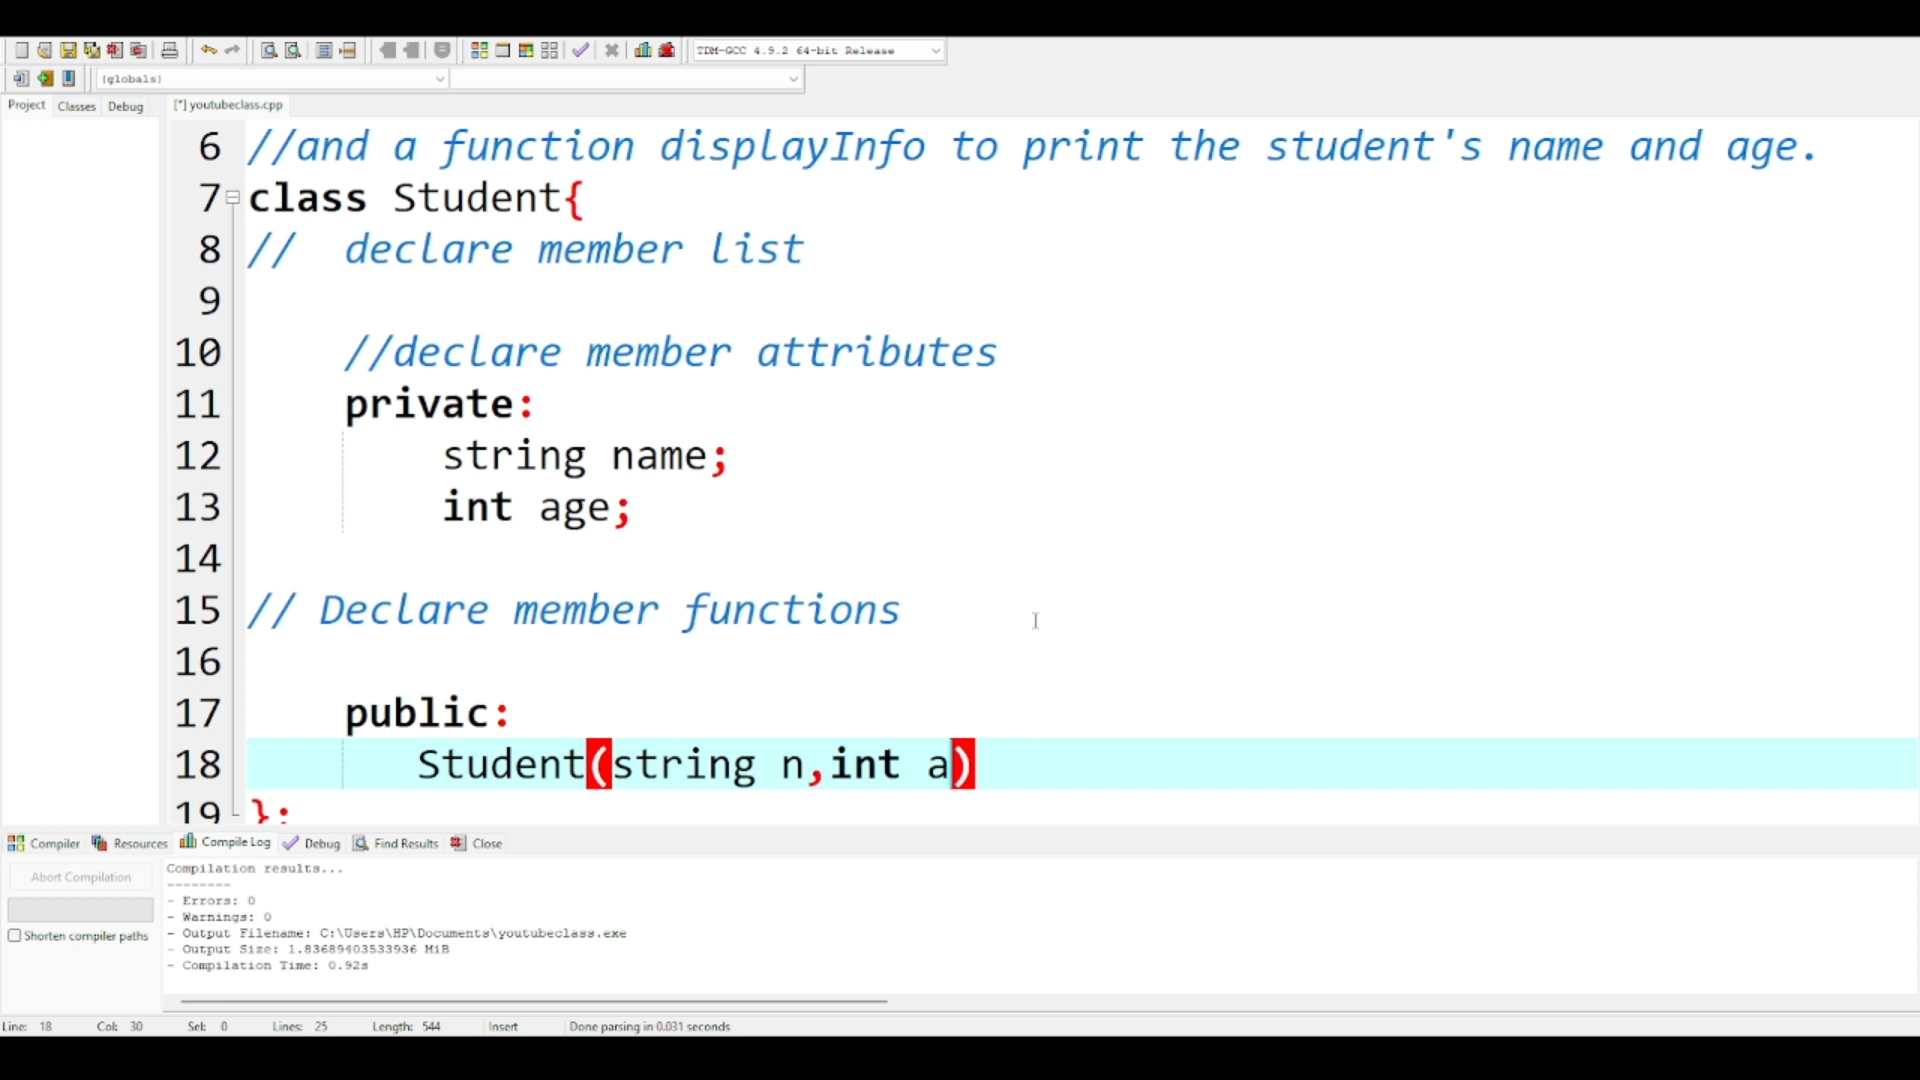 TDM-GCC 4.9.2 64-bit Release
(globals)
Project Classes Debug [*] youtubeclass.cpp
6 //and a function displayInfo to print the student's name and age.
7 class Student{
8 // declare member list
9
10 //declare member attributes
11 private:
12 string name;
13 int age;
14
15 // Declare member functions
16
17 public:
18 Student(string n,int a)
19 };
Compiler Resources Compile Log Debug Find Results Close
Abort Compilation
Shorten compiler paths
Compilation results...
--------
- Errors: 0
- Warnings: 0
- Output Filename: C:\Users\HP\Documents\youtubeclass.exe
- Output Size: 1.83689403533936 MiB
- Compilation Time: 0.92s
Line: 18 Col: 30 Sel: 0 Lines: 25 Length: 544 Insert Done parsing in 0.031 seconds